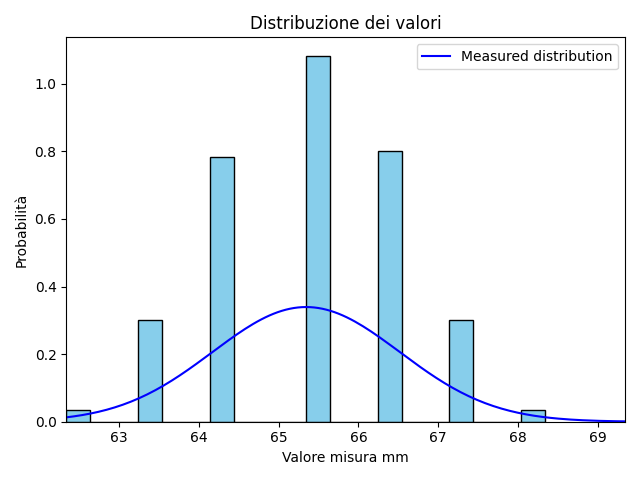 Distribuzione dei valori
Measured distribution
Probabilità
1.0
0.8
0.6
0.4
0.2
0.0
63 64 65 66 67 68 69
Valore misura mm